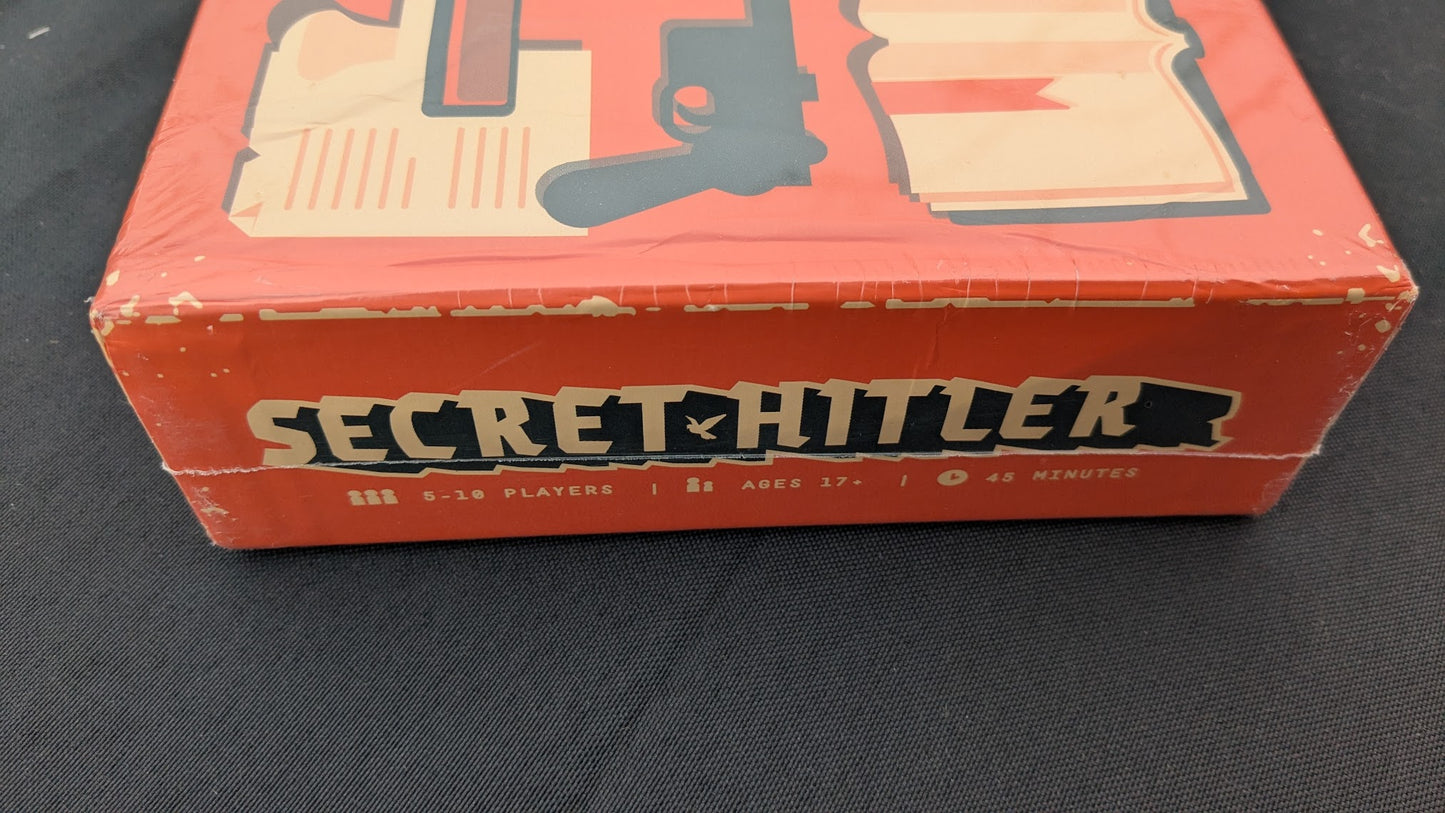 SECRET HITLER
5-10 PLAYERS | AGES 17+ | 45 MINUTES